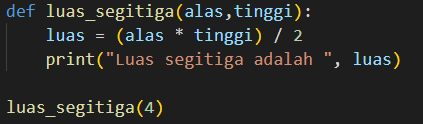 def luas_segitiga(alas,tinggi):
    luas = (alas * tinggi) / 2
    print("Luas segitiga adalah ", luas)

luas_segitiga(4)